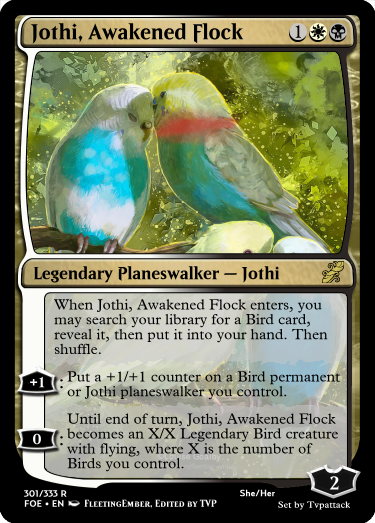 Jothi, Awakened Flock 1
Legendary Planeswalker — Jothi
When Jothi, Awakened Flock enters, you
may search your library for a Bird card,
reveal it, then put it into your hand. Then
shuffle.
+1: Put a +1/+1 counter on a Bird permanent
or Jothi planeswalker you control.
Until end of turn, Jothi, Awakened Flock
0: becomes an X/X Legendary Bird creature
with flying, where X is the number of
Birds you control.
2
301/333 R She/Her
FOE • EN FleetingEmber, Edited by TVP Set by Tvpattack